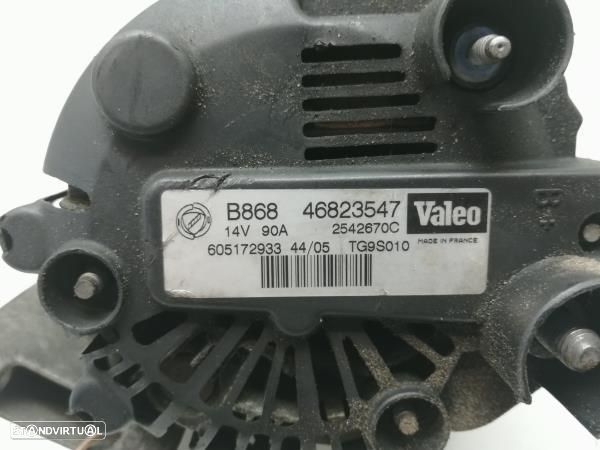 B868 46823547 Valeo
14V 90A 2542670C MADE IN FRANCE
605172933 44/05 TG9S010
B+
STANDVIRTUAL